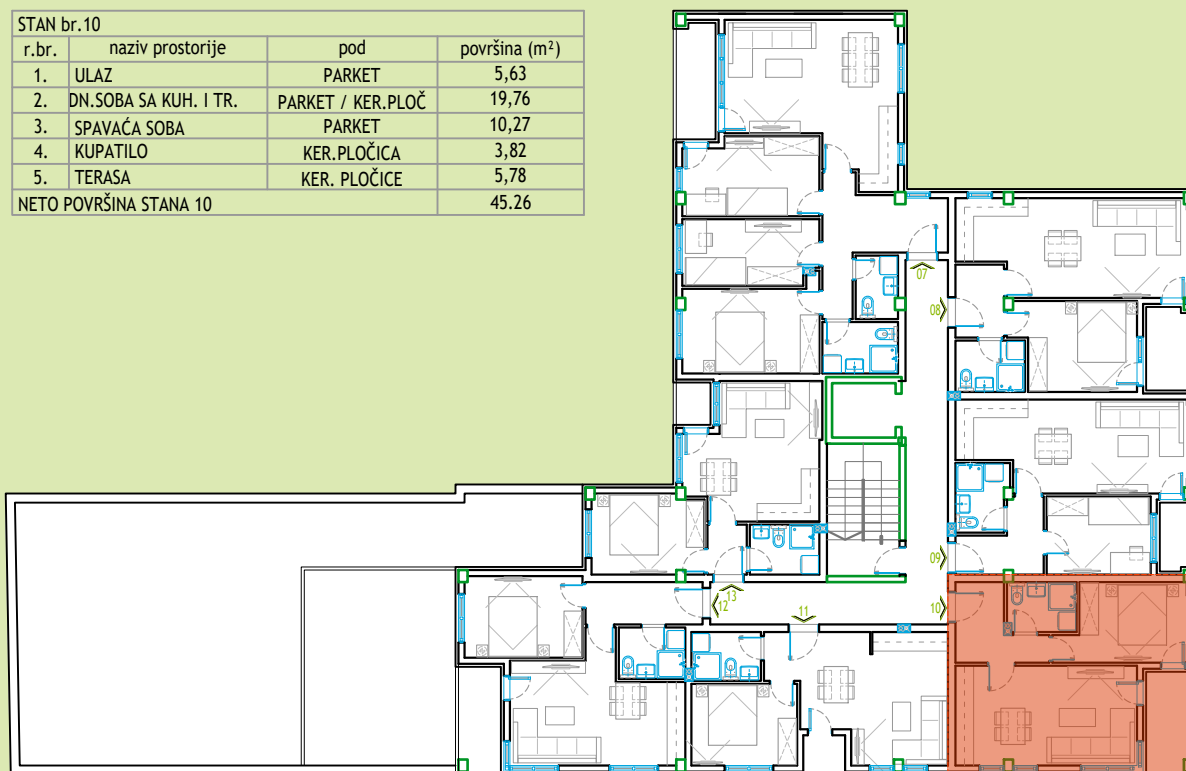 STAN br.10
r.br. naziv prostorije pod površina (m²)
1. ULAZ PARKET 5,63
2. DN.SOBA SA KUH. I TR. PARKET / KER.PLOČ 19,76
3. SPAVAĆA SOBA PARKET 10,27
4. KUPATILO KER.PLOČICA 3,82
5. TERASA KER. PLOČICE 5,78
NETO POVRŠINA STANA 10 45.26
07
08
09
10
11
12
13